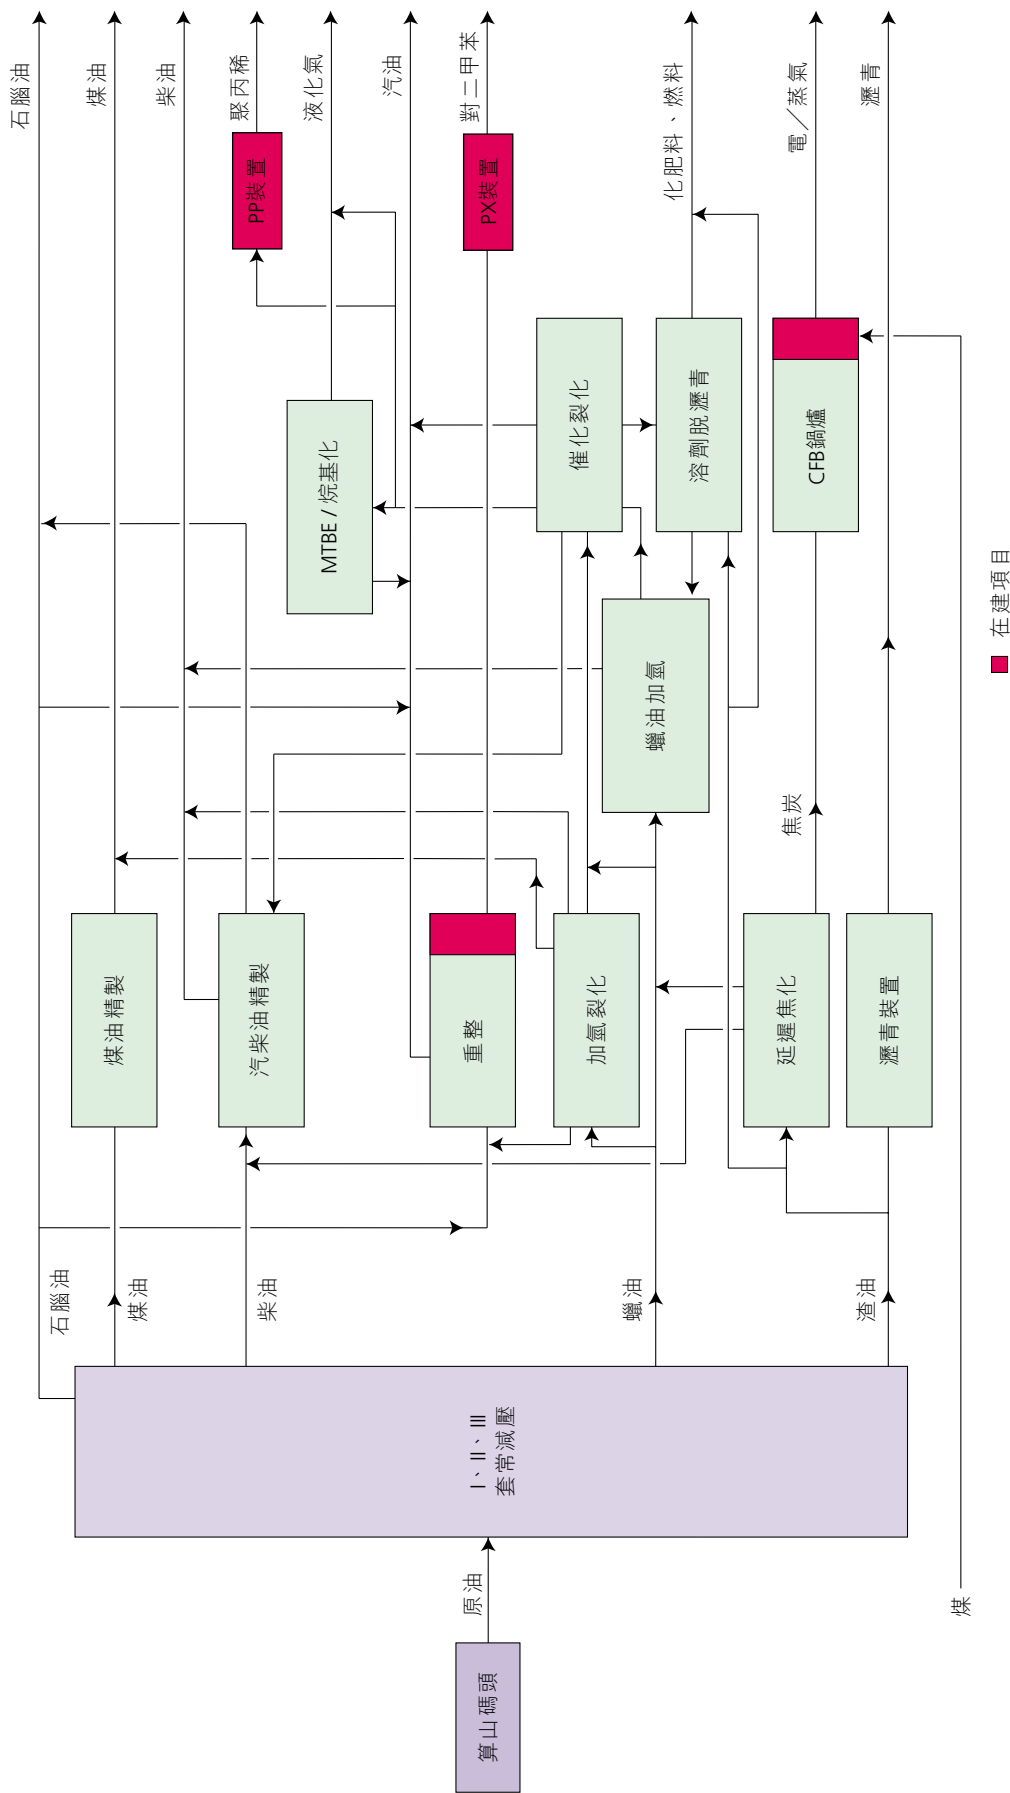 算山碼頭
原油
I、II、III
套常減壓
石腦油
煤油
柴油
蠟油
渣油
煤
煤油精製
汽柴油精製
重整
加氫裂化
延遲焦化
瀝青裝置
焦炭
蠟油加氫
MTBE / 烷基化
催化裂化
溶劑脫瀝青
CFB鍋爐
PP裝置
PX裝置
石腦油
煤油
柴油
聚丙稀
液化氣
汽油
對二甲苯
化肥料、燃料
電／蒸氣
瀝青
在建項目